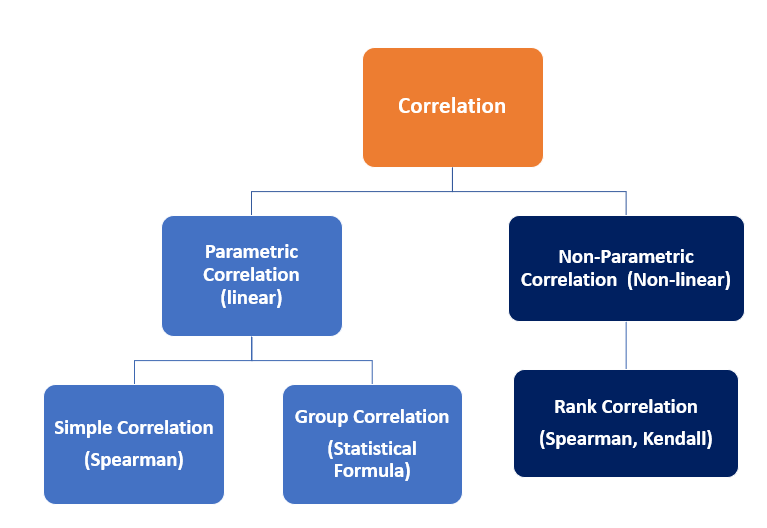 Correlation
Parametric
Correlation
(linear)
Non-Parametric
Correlation (Non-linear)
Simple Correlation
(Spearman)
Group Correlation
(Statistical
Formula)
Rank Correlation
(Spearman, Kendall)